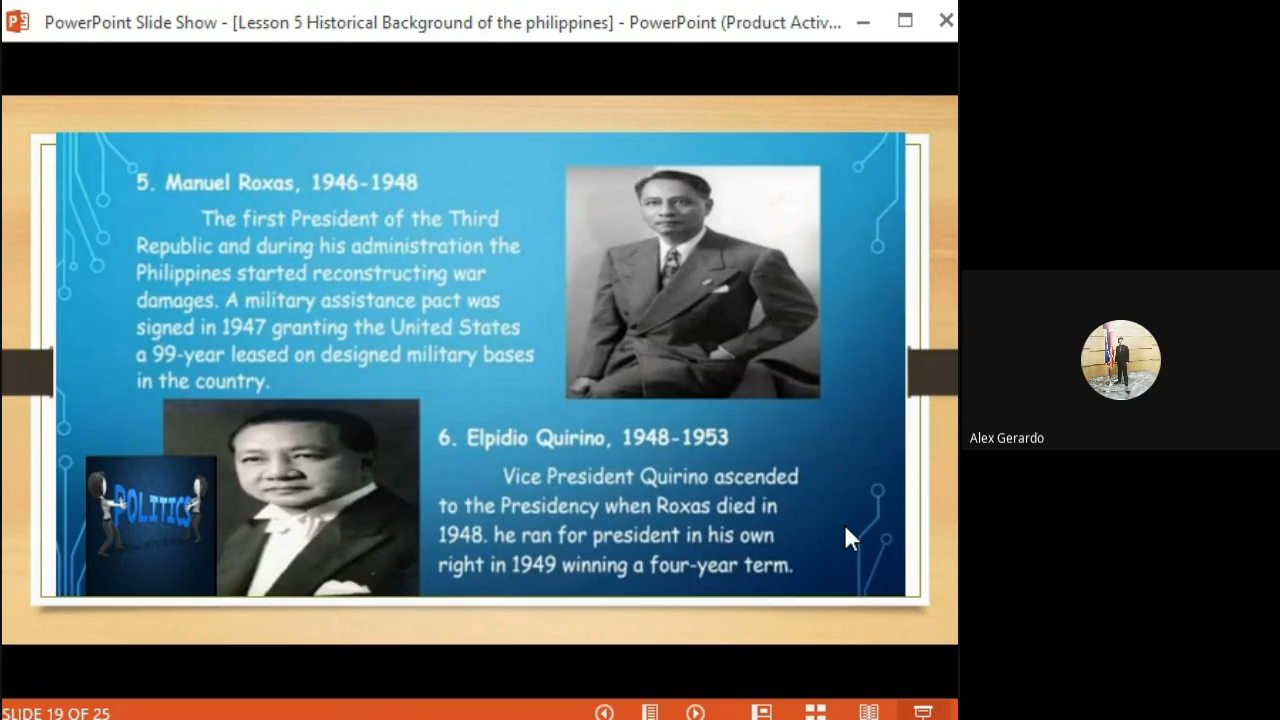 PowerPoint Slide Show - [Lesson 5 Historical Background of the philippines] - PowerPoint (Product Activ...
5. Manuel Roxas, 1946-1948
The first President of the Third
Republic and during his administration the
Philippines started reconstructing war
damages. A military assistance pact was
signed in 1947 granting the United States
a 99-year leased on designed military bases
in the country.
6. Elpidio Quirino, 1948-1953
Vice President Quirino ascended
to the Presidency when Roxas died in
1948. he ran for president in his own
right in 1949 winning a four-year term.
POLITICS
Alex Gerardo
SLIDE 19 OF 25